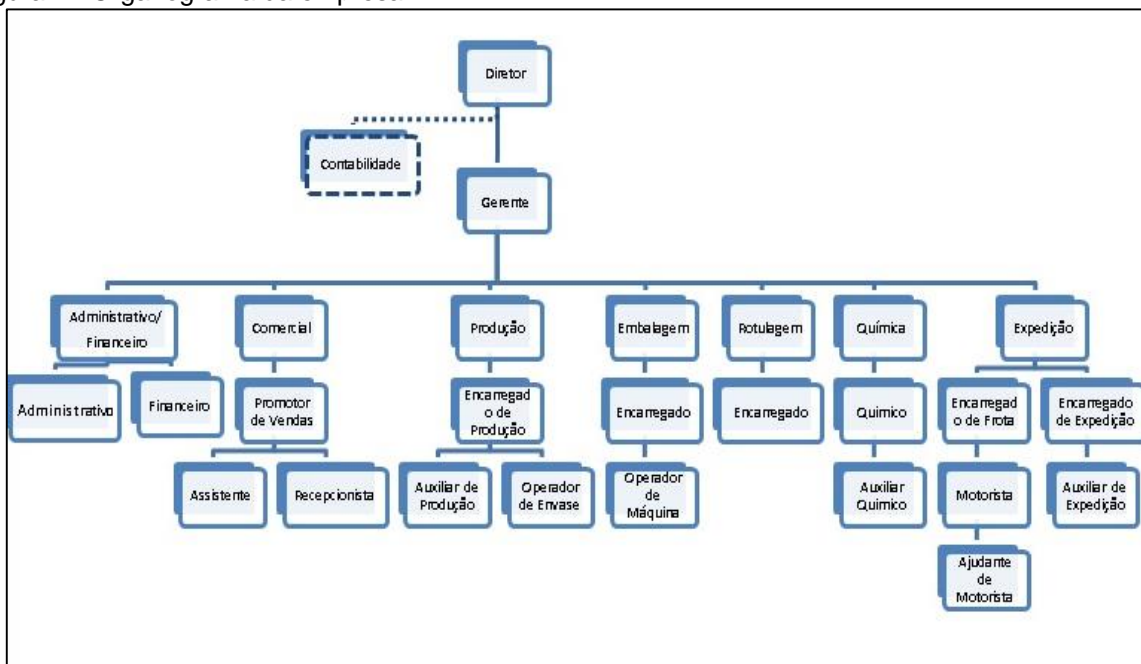 Diretor
Contabilidade
Gerente
Administrativo/
Financeiro
Comercial
Produção
Embalagem
Rotulagem
Química
Expedição
Administrativo
Financeiro
Promotor
de Vendas
Encarregad
o de
Produção
Encarregado
Encarregado
Quimico
Encarregad
o de Frota
Encarregado
de Expedição
Assistente
Recepcionista
Auxiliar de
Produção
Operador
de Envase
Operador
de
Máquina
Auxiliar
Quimico
Motorista
Auxiliar de
Expedição
Ajudante
de
Motorista